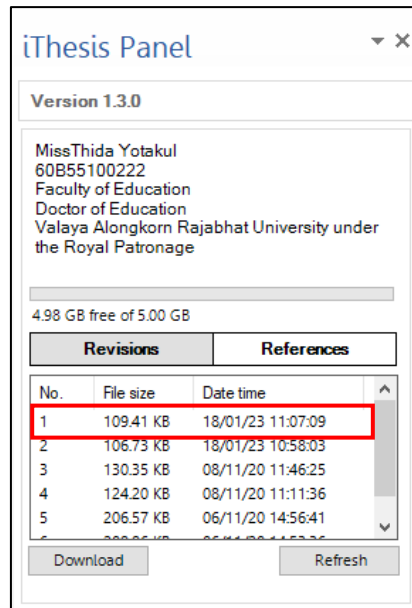 iThesis Panel
Version 1.3.0
MissThida Yotakul
60B55100222
Faculty of Education
Doctor of Education
Valaya Alongkorn Rajabhat University under
the Royal Patronage
4.98 GB free of 5.00 GB
Revisions References
No. File size Date time
1 109.41 KB 18/01/23 11:07:09
2 106.73 KB 18/01/23 10:58:03
3 130.35 KB 08/11/20 11:46:25
4 124.20 KB 08/11/20 11:11:36
5 206.57 KB 06/11/20 14:56:41
Download Refresh